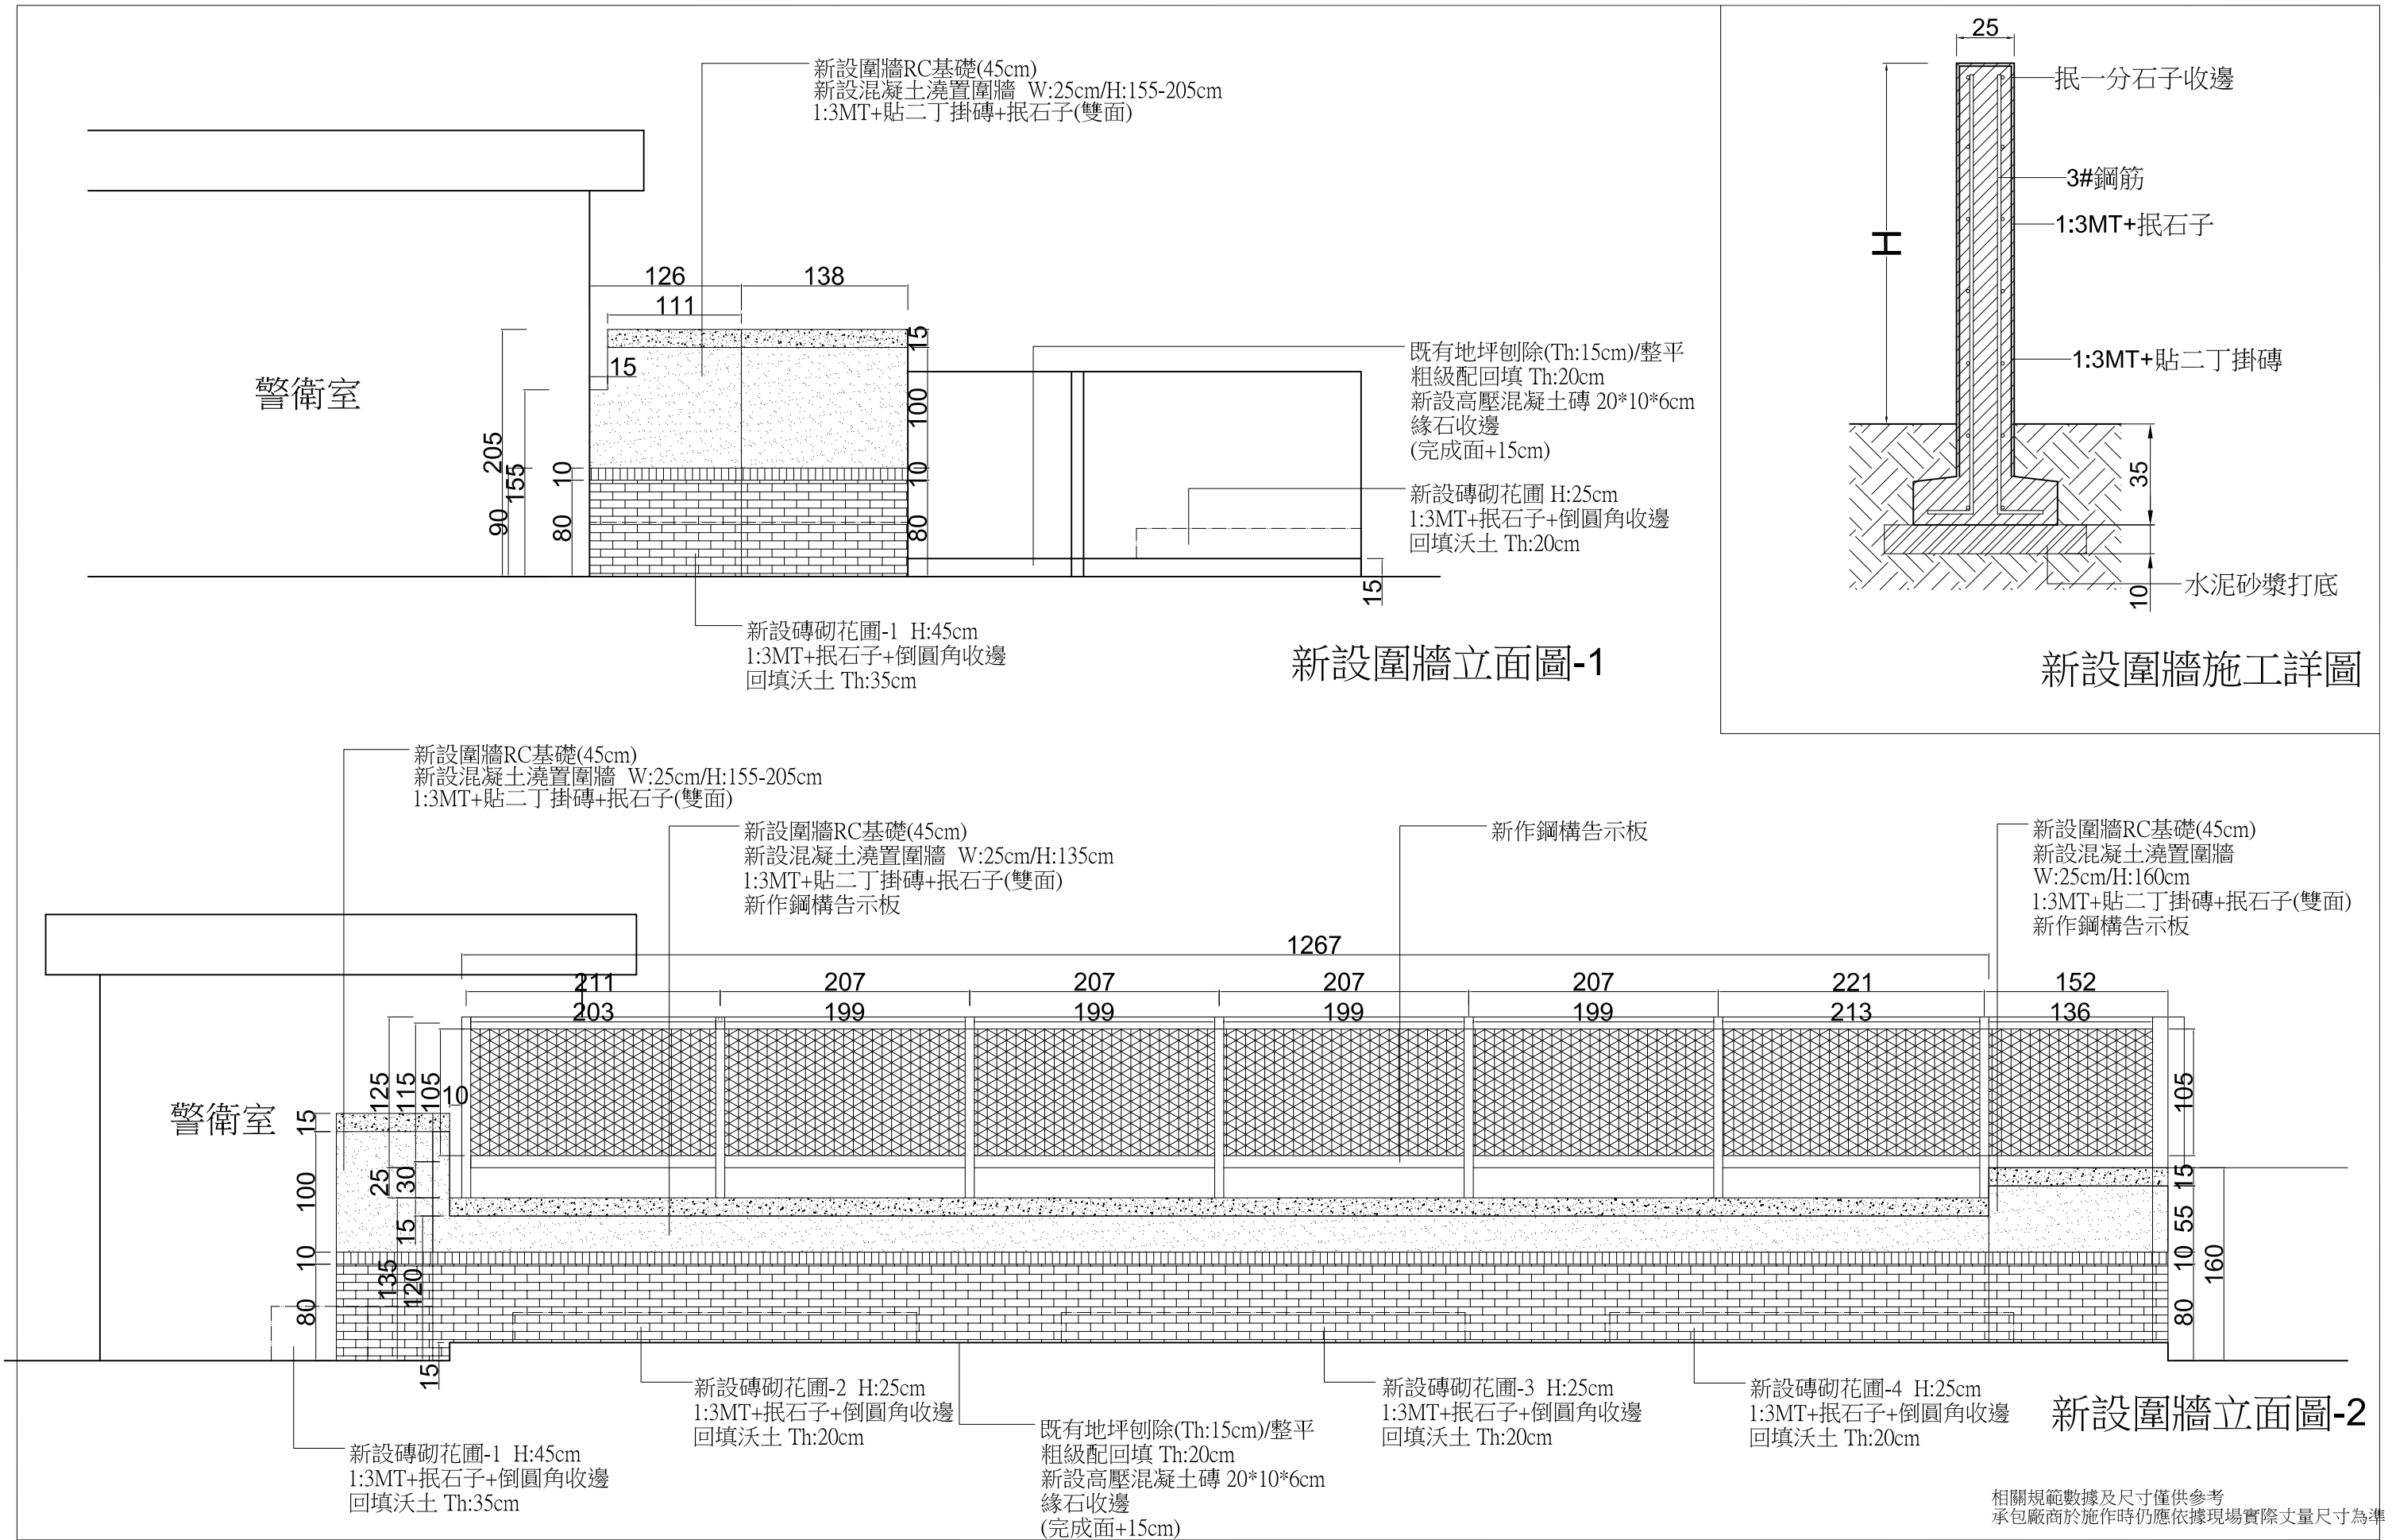 新設圍牆RC基礎(45cm)
新設混凝土澆置圍牆 W:25cm/H:155-205cm
1:3MT+貼二丁掛磚+抿石子(雙面)
警衛室
126
138
111
15
15
100
10
80
205
155
90
10
80
既有地坪刨除(Th:15cm)/整平
粗級配回填 Th:20cm
新設高壓混凝土磚 20*10*6cm
緣石收邊
(完成面+15cm)
新設磚砌花圃 H:25cm
1:3MT+抿石子+倒圓角收邊
回填沃土 Th:20cm
15
新設磚砌花圃-1 H:45cm
1:3MT+抿石子+倒圓角收邊
回填沃土 Th:35cm
新設圍牆立面圖-1
25
抿一分石子收邊
3#鋼筋
1:3MT+抿石子
H
1:3MT+貼二丁掛磚
35
10
水泥砂漿打底
新設圍牆施工詳圖
新設圍牆RC基礎(45cm)
新設混凝土澆置圍牆 W:25cm/H:155-205cm
1:3MT+貼二丁掛磚+抿石子(雙面)
新設圍牆RC基礎(45cm)
新設混凝土澆置圍牆 W:25cm/H:135cm
1:3MT+貼二丁掛磚+抿石子(雙面)
新作鋼構告示板
新作鋼構告示板
新設圍牆RC基礎(45cm)
新設混凝土澆置圍牆
W:25cm/H:160cm
1:3MT+貼二丁掛磚+抿石子(雙面)
新作鋼構告示板
1267
211 207 207 207 207 221 152
203 199 199 199 199 213 136
警衛室
15
100
10
80
125
115
105
10
25
30
15
135
120
15
105
15
55
10
80
160
新設磚砌花圃-1 H:45cm
1:3MT+抿石子+倒圓角收邊
回填沃土 Th:35cm
新設磚砌花圃-2 H:25cm
1:3MT+抿石子+倒圓角收邊
回填沃土 Th:20cm
既有地坪刨除(Th:15cm)/整平
粗級配回填 Th:20cm
新設高壓混凝土磚 20*10*6cm
緣石收邊
(完成面+15cm)
新設磚砌花圃-3 H:25cm
1:3MT+抿石子+倒圓角收邊
回填沃土 Th:20cm
新設磚砌花圃-4 H:25cm
1:3MT+抿石子+倒圓角收邊
回填沃土 Th:20cm
新設圍牆立面圖-2
相關規範數據及尺寸僅供參考
承包廠商於施作時仍應依據現場實際丈量尺寸為準